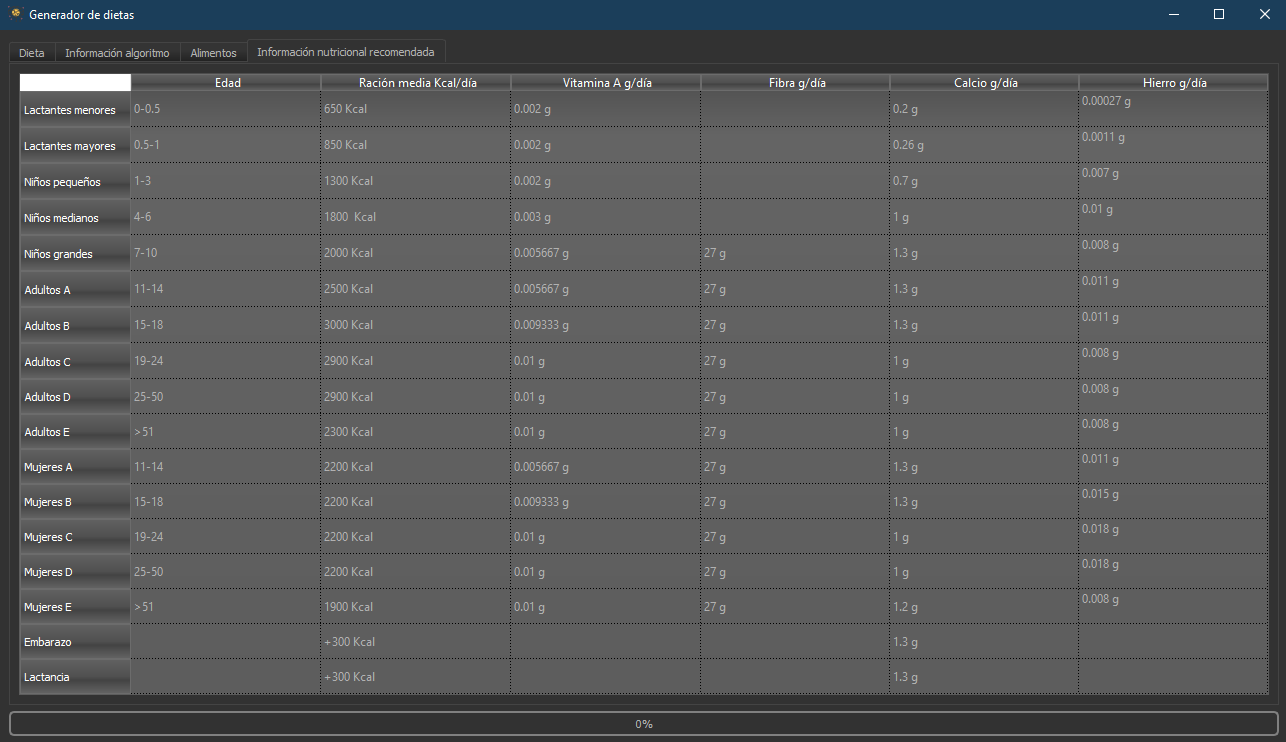 Generador de dietas
Dieta Información algoritmo Alimentos Información nutricional recomendada
Edad Ración media Kcal/día Vitamina A g/día Fibra g/día Calcio g/día Hierro g/día
Lactantes menores 0-0.5 650 Kcal 0.002 g 0.2 g 0.00027 g
Lactantes mayores 0.5-1 850 Kcal 0.002 g 0.26 g 0.0011 g
Niños pequeños 1-3 1300 Kcal 0.002 g 0.7 g 0.007 g
Niños medianos 4-6 1800  Kcal 0.003 g 1 g 0.01 g
Niños grandes 7-10 2000 Kcal 0.005667 g 27 g 1.3 g 0.008 g
Adultos A 11-14 2500 Kcal 0.005667 g 27 g 1.3 g 0.011 g
Adultos B 15-18 3000 Kcal 0.009333 g 27 g 1.3 g 0.011 g
Adultos C 19-24 2900 Kcal 0.01 g 27 g 1 g 0.008 g
Adultos D 25-50 2900 Kcal 0.01 g 27 g 1 g 0.008 g
Adultos E >51 2300 Kcal 0.01 g 27 g 1 g 0.008 g
Mujeres A 11-14 2200 Kcal 0.005667 g 27 g 1.3 g 0.011 g
Mujeres B 15-18 2200 Kcal 0.009333 g 27 g 1.3 g 0.015 g
Mujeres C 19-24 2200 Kcal 0.01 g 27 g 1 g 0.018 g
Mujeres D 25-50 2200 Kcal 0.01 g 27 g 1 g 0.018 g
Mujeres E >51 1900 Kcal 0.01 g 27 g 1.2 g 0.008 g
Embarazo +300 Kcal 1.3 g
Lactancia +300 Kcal 1.3 g
0%